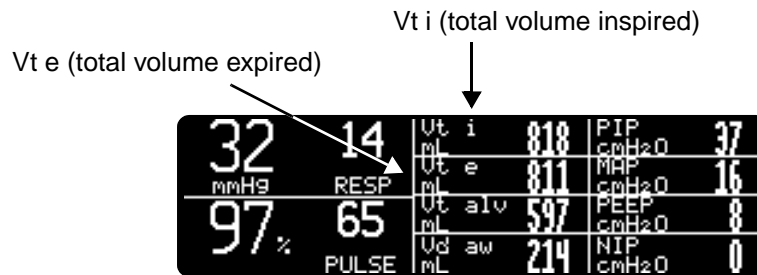 Vt i (total volume inspired)
Vt e (total volume expired)
32 14 Vt i mL 818 PIP cmH2O 37
mmHg RESP Vt e mL 811 MAP cmH2O 16
97% 65 Vt alv mL 597 PEEP cmH2O 8
PULSE Vd aw mL 214 NIP cmH2O 0